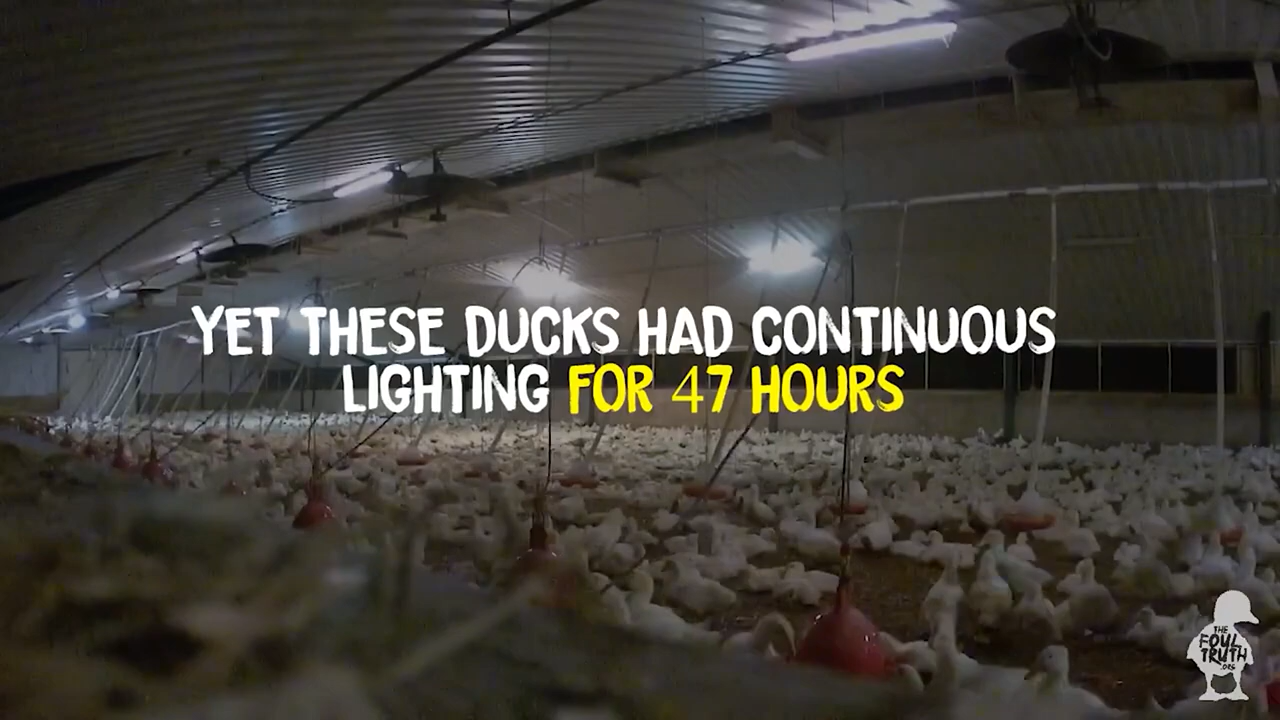 YET THESE DUCKS HAD CONTINUOUS
LIGHTING FOR 47 HOURS
THE
FOUL
TRUTH
.ORG